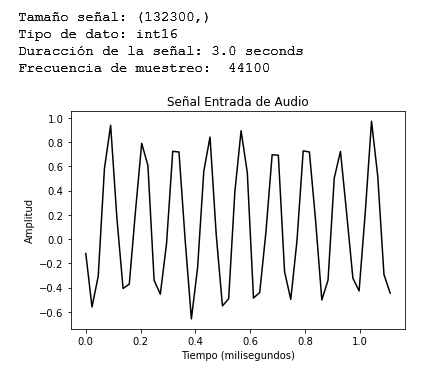 Tamaño señal: (132300,)
Tipo de dato: int16
Duracción de la señal: 3.0 seconds
Frecuencia de muestreo:  44100
Señal Entrada de Audio
1.0
0.8
0.6
0.4
0.2
0.0
−0.2
−0.4
−0.6
Amplitud
0.0 0.2 0.4 0.6 0.8 1.0
Tiempo (milisegundos)